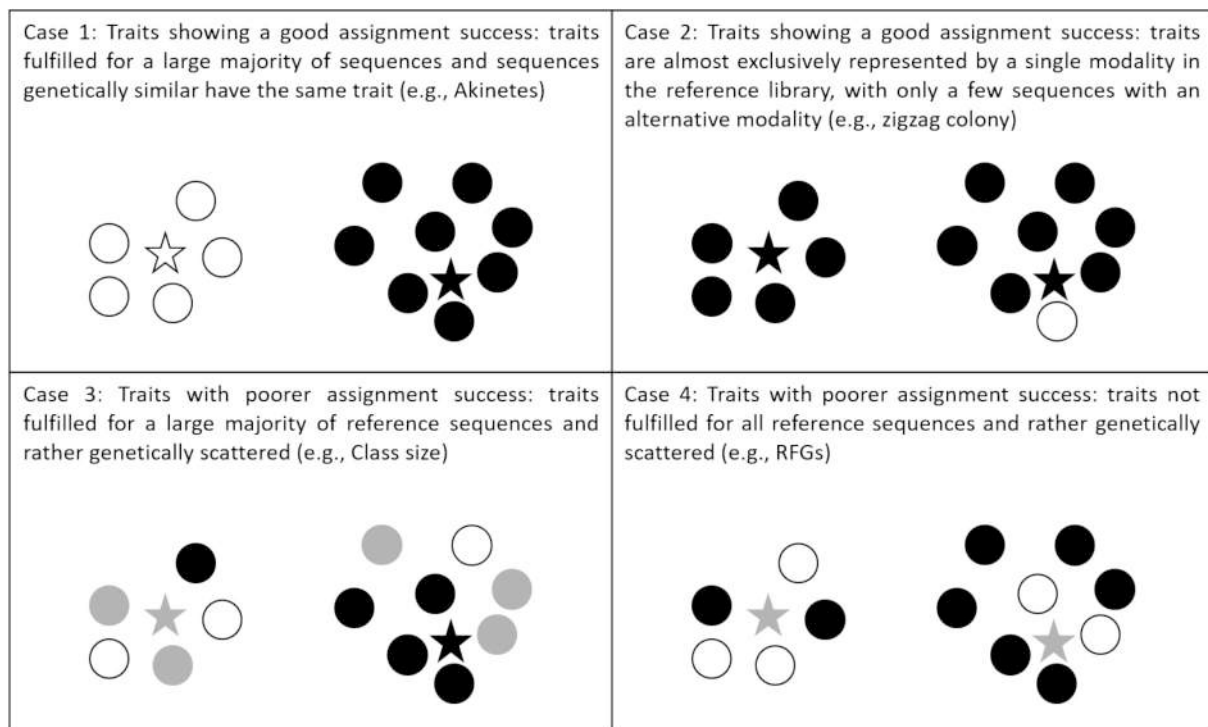 Case 1: Traits showing a good assignment success: traits
fulfilled for a large majority of sequences and sequences
genetically similar have the same trait (e.g., Akinetes)
Case 2: Traits showing a good assignment success: traits
are almost exclusively represented by a single modality in
the reference library, with only a few sequences with an
alternative modality (e.g., zigzag colony)
Case 3: Traits with poorer assignment success: traits
fulfilled for a large majority of reference sequences and
rather genetically scattered (e.g., Class size)
Case 4: Traits with poorer assignment success: traits not
fulfilled for all reference sequences and rather genetically
scattered (e.g., RFGs)